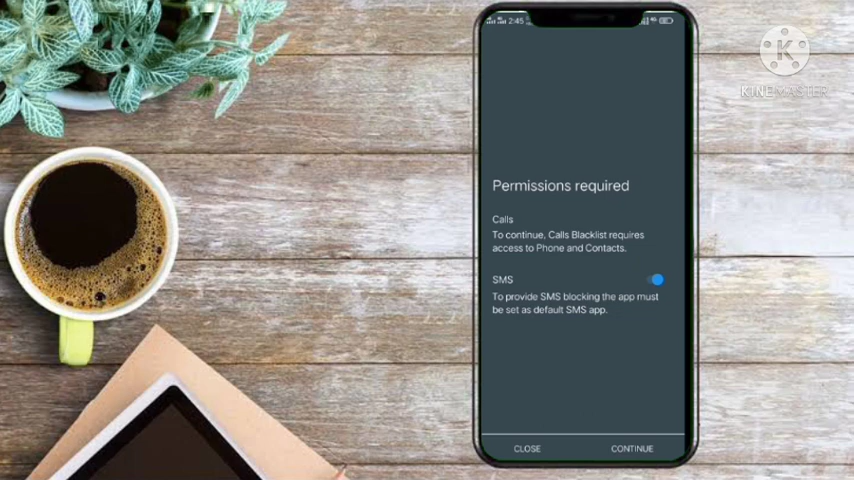 2:45
K
KINEMASTER
Permissions required
Calls
To continue, Calls Blacklist requires
access to Phone and Contacts.
SMS
To provide SMS blocking the app must
be set as default SMS app.
CLOSE
CONTINUE